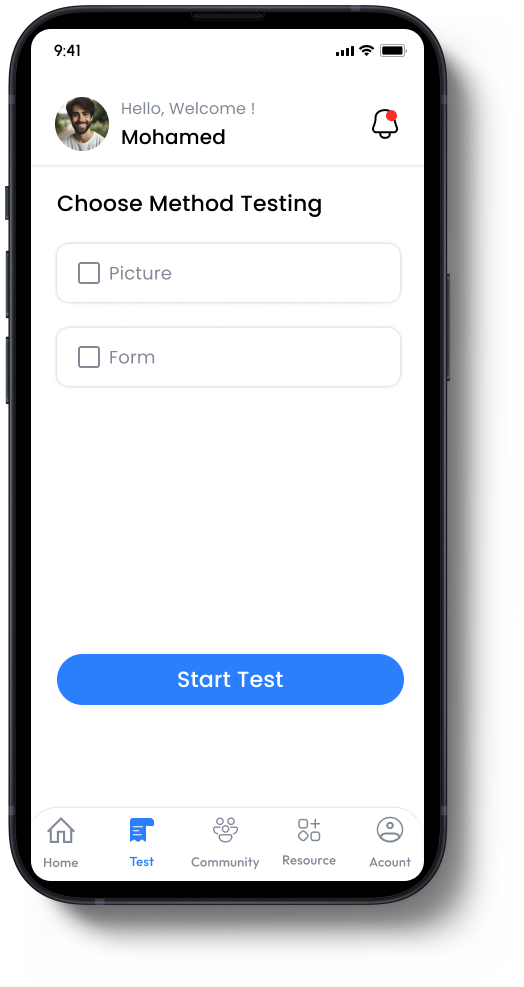 9:41
Hello, Welcome !
Mohamed
Choose Method Testing
Picture
Form
Start Test
Home
Test
Community
Resource
Acount